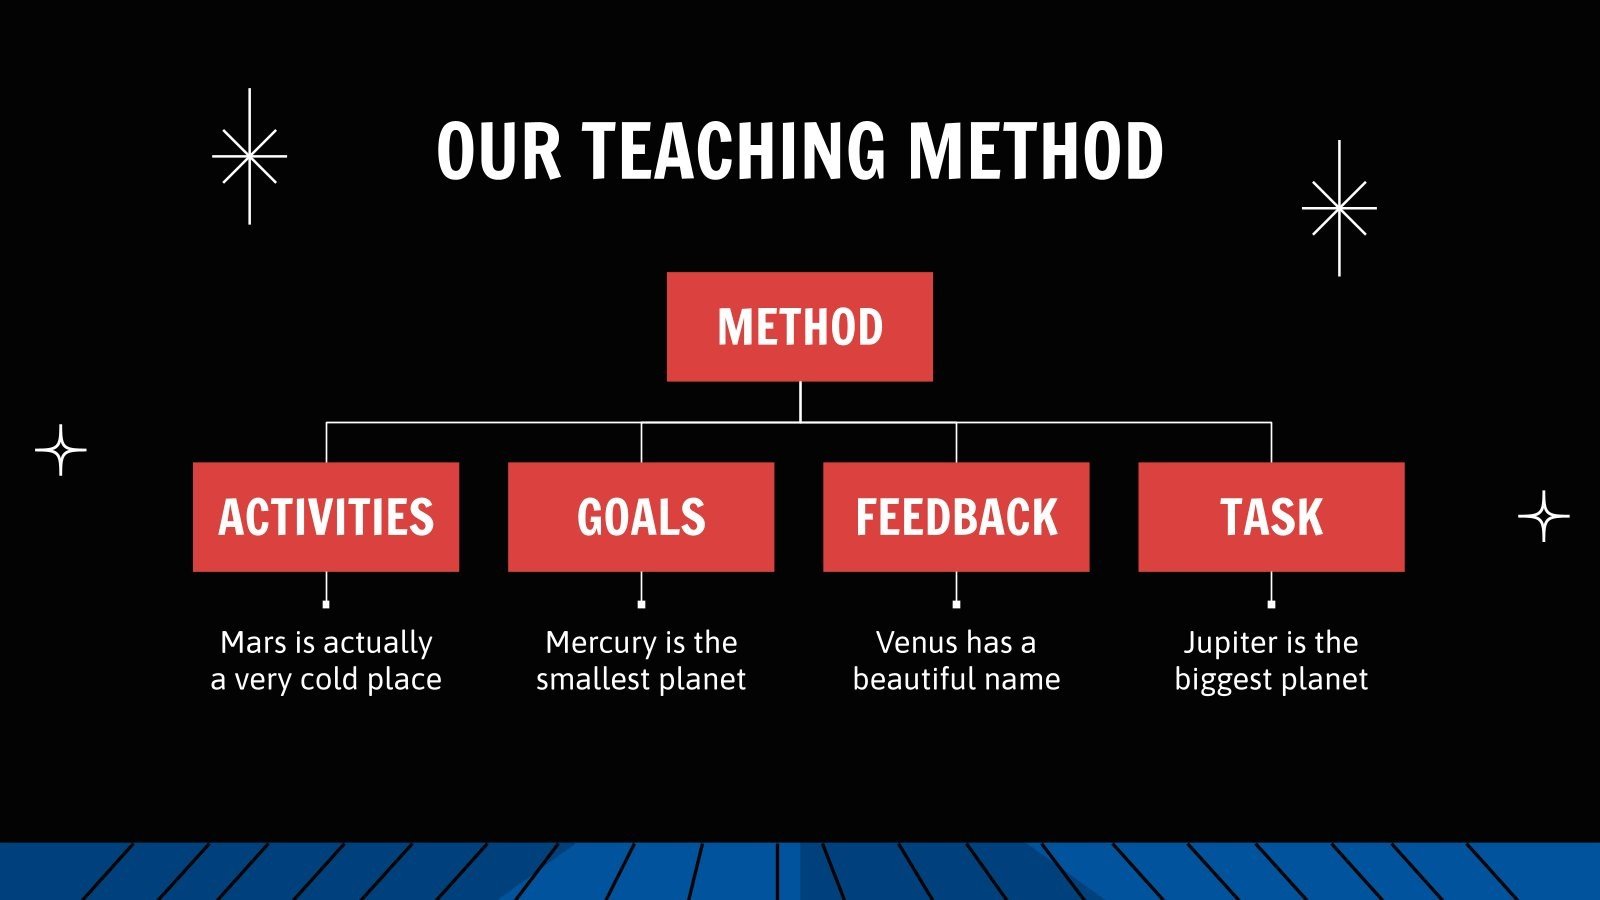 OUR TEACHING METHOD
METHOD
ACTIVITIES
GOALS
FEEDBACK
TASK
Mars is actually
a very cold place
Mercury is the
smallest planet
Venus has a
beautiful name
Jupiter is the
biggest planet